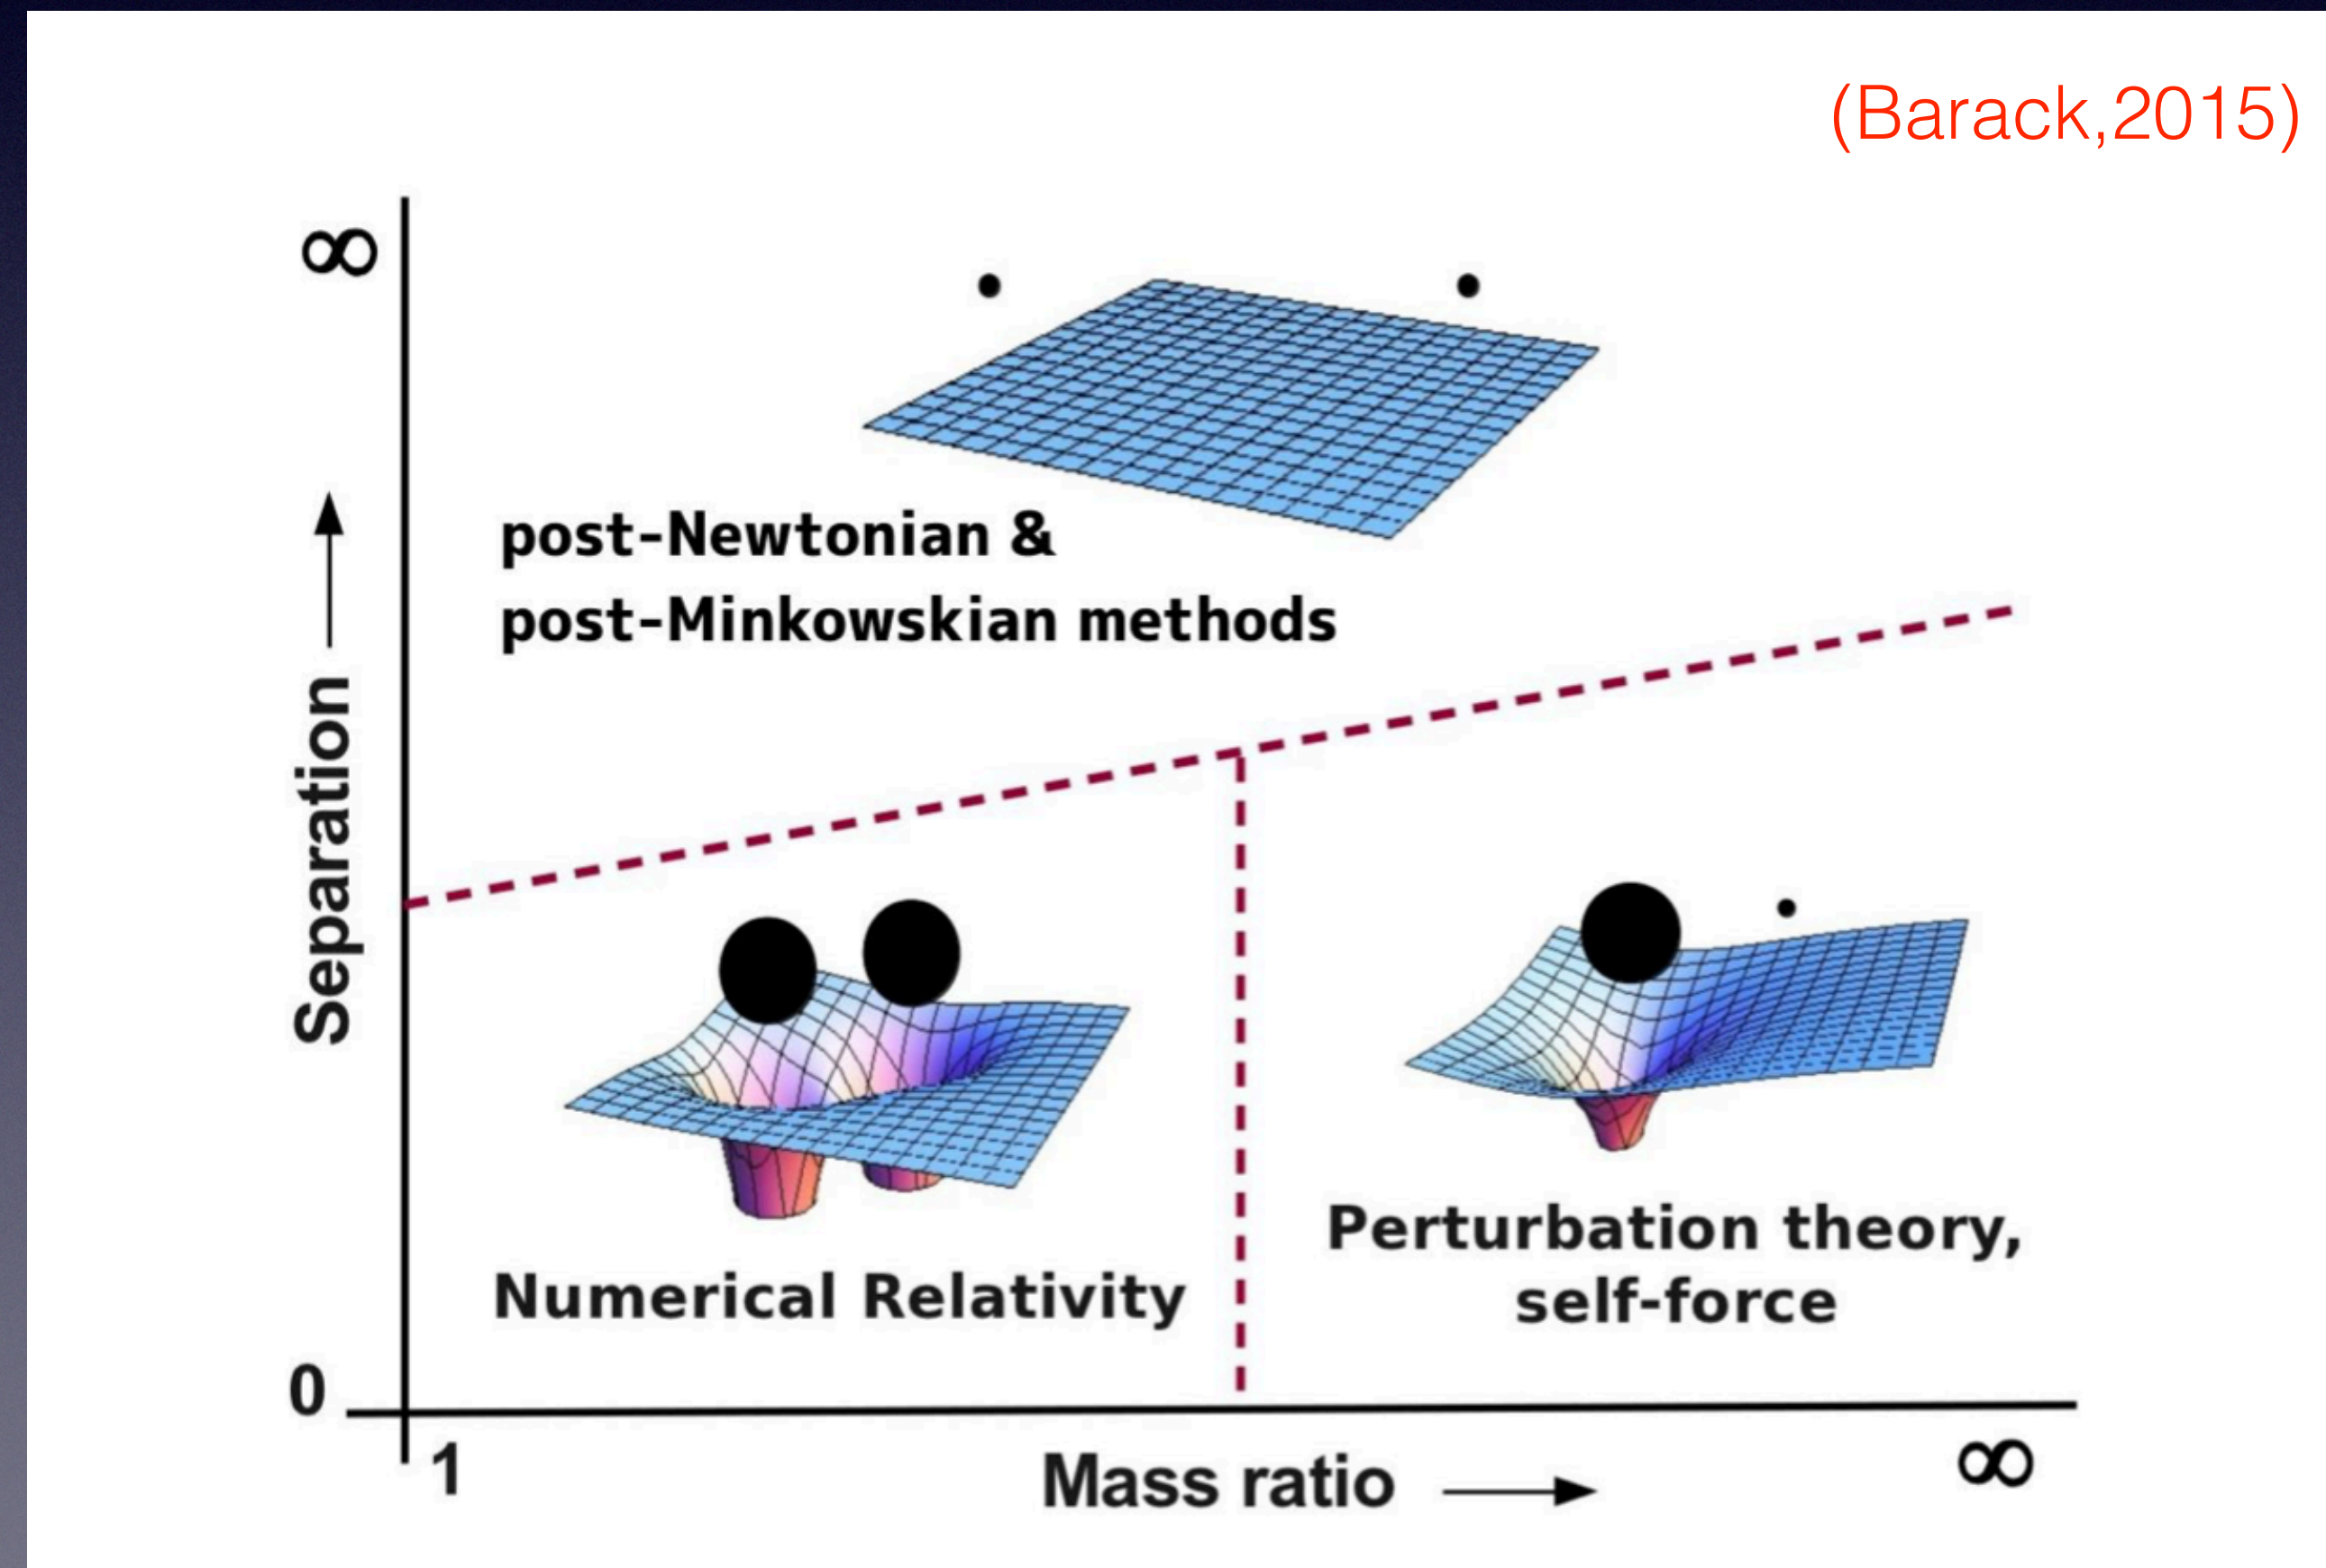 (Barack,2015)
∞
post-Newtonian &
post-Minkowskian methods
Separation
Numerical Relativity
Perturbation theory,
self-force
0
1
Mass ratio
∞